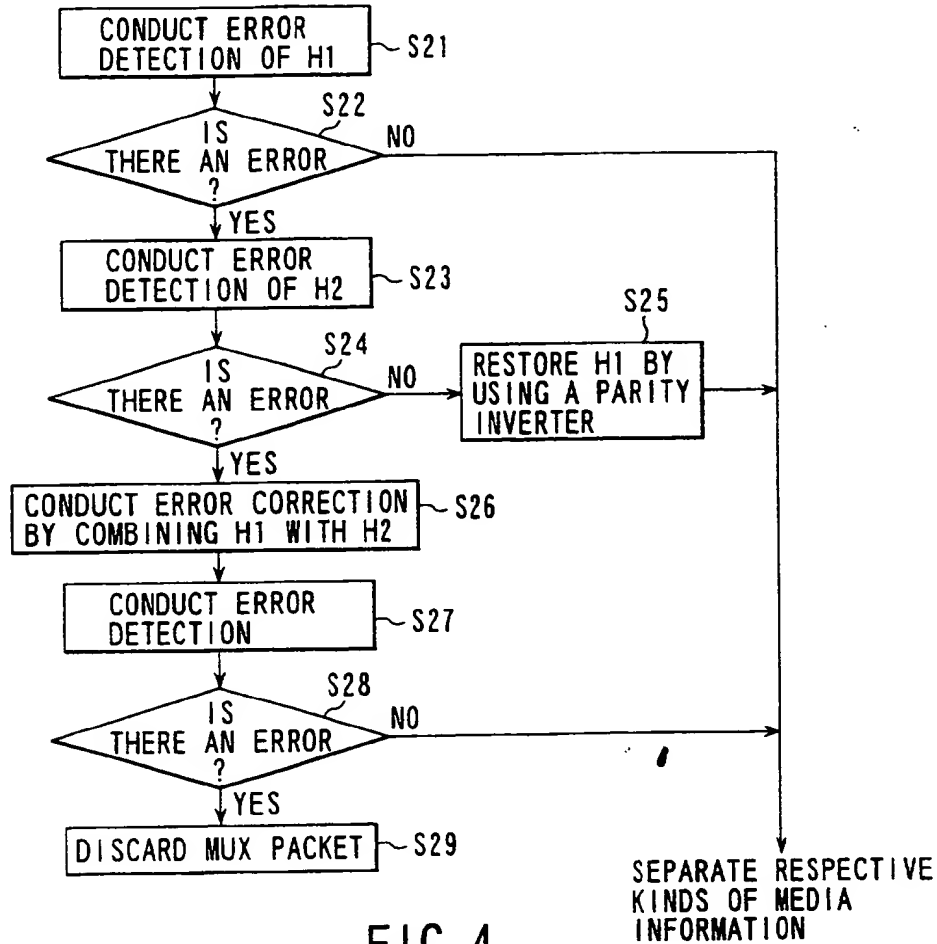 CONDUCT ERROR
DETECTION OF H1
S21
S22
IS
THERE AN ERROR
?
NO
YES
CONDUCT ERROR
DETECTION OF H2
S23
S24
IS
THERE AN ERROR
?
NO
YES
S25
RESTORE H1 BY
USING A PARITY
INVERTER
CONDUCT ERROR CORRECTION
BY COMBINING H1 WITH H2
S26
CONDUCT ERROR
DETECTION
S27
S28
IS
THERE AN ERROR
?
NO
YES
DISCARD MUX PACKET
S29
SEPARATE RESPECTIVE
KINDS OF MEDIA
INFORMATION
FIG.4